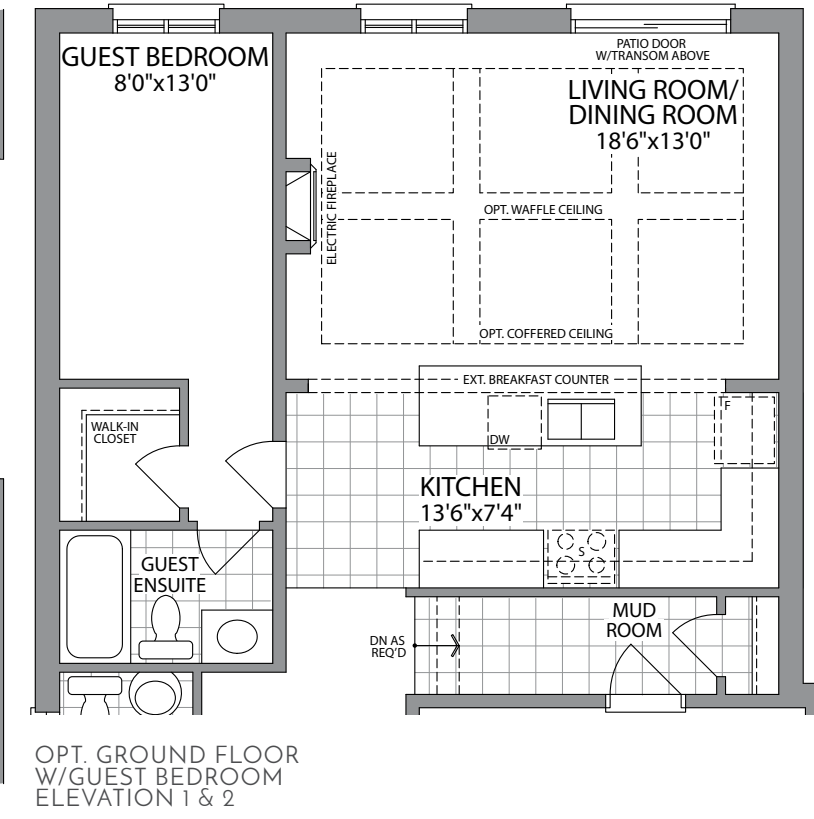 PATIO DOOR
W/TRANSOM ABOVE
GUEST BEDROOM
8'0"x13'0"
LIVING ROOM/
DINING ROOM
18'6"x13'0"
ELECTRIC FIREPLACE
OPT. WAFFLE CEILING
OPT. COFFERED CEILING
EXT. BREAKFAST COUNTER
WALK-IN
CLOSET
DW
F
KITCHEN
13'6"x7'4"
S
GUEST
ENSUITE
MUD
ROOM
DN AS
REQ'D
OPT. GROUND FLOOR
W/GUEST BEDROOM
ELEVATION 1 & 2